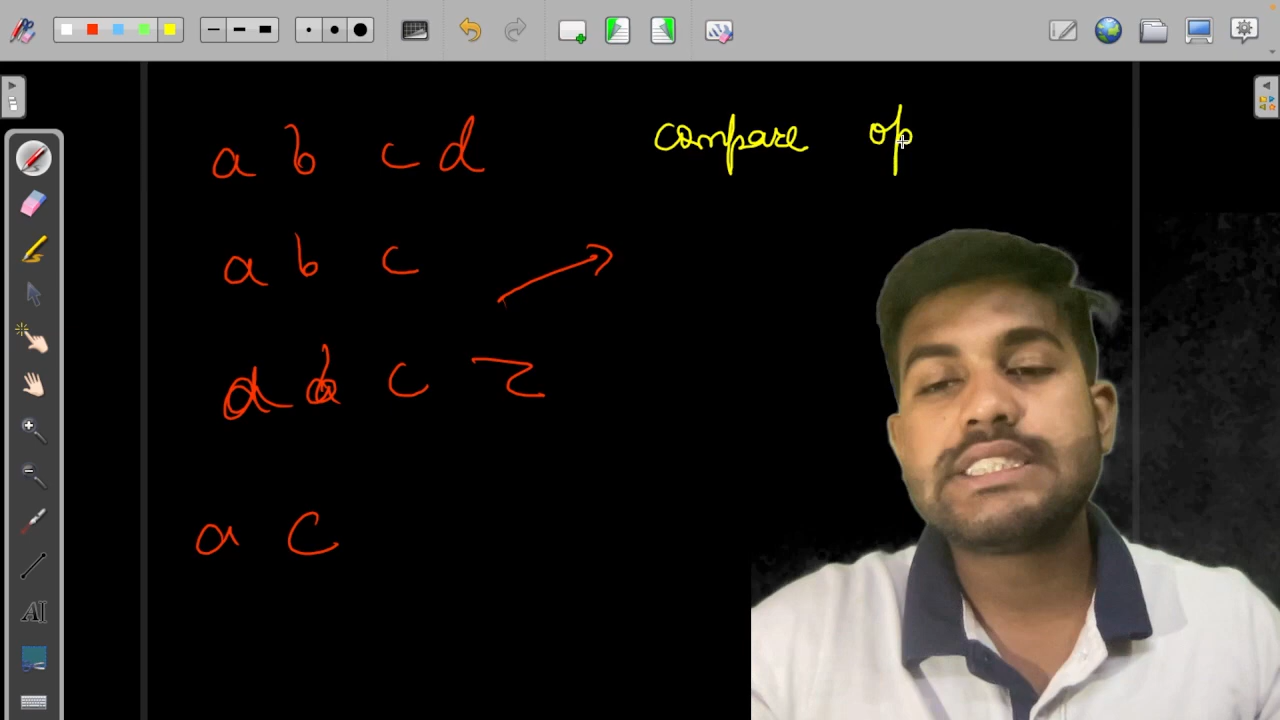 a b c d
compare op
a b c
c z
a c